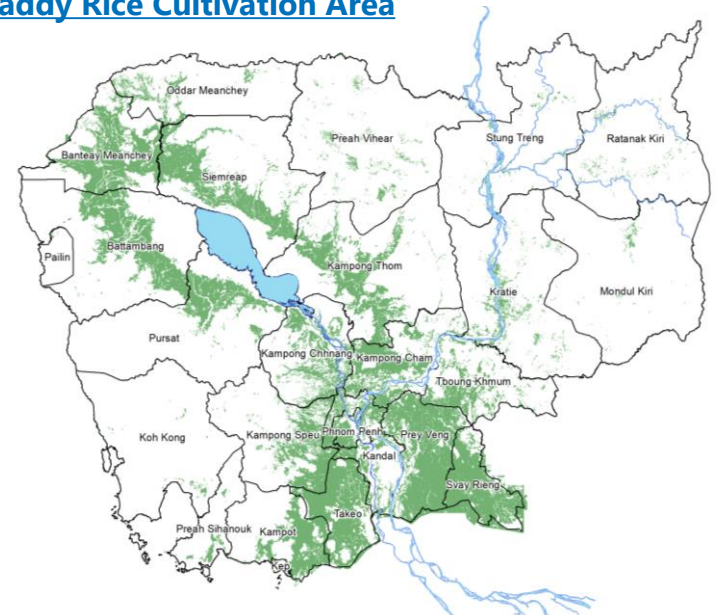 addy Rice Cultivation Area
Oddar Meanchey
Preah Vihear
Stung Treng
Ratanak Kiri
Banteay Meanchey
Siemreap
Battambang
Pailin
Kampong Thom
Kratie
Mondul Kiri
Pursat
Kampong Chhnang
Kampong Cham
Tboung Khmum
Koh Kong
Kampong Speu
Phnom Penh
Prey Veng
Kandal
Svay Rieng
Takeo
Preah Sihanouk
Kampot
Kep